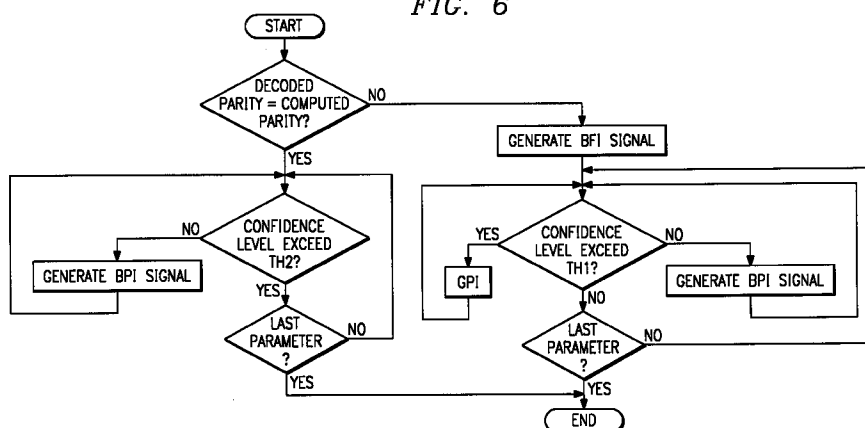 FIG. 6
START
DECODED
PARITY = COMPUTED
PARITY?
NO
YES
GENERATE BFI SIGNAL
NO
CONFIDENCE
LEVEL EXCEED
TH2?
YES
GENERATE BPI SIGNAL
LAST
PARAMETER
?
NO
YES
YES
CONFIDENCE
LEVEL EXCEED
TH1?
NO
GPI
GENERATE BPI SIGNAL
NO
LAST
PARAMETER
?
NO
YES
END